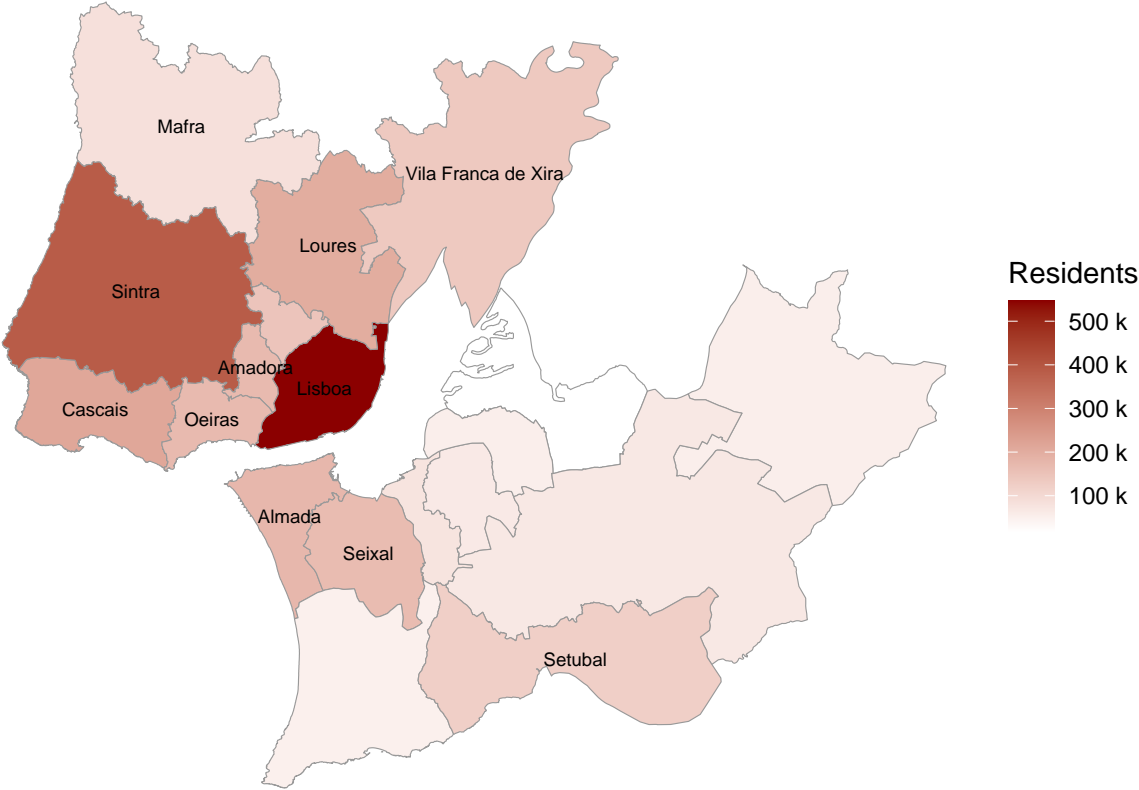 Mafra
Vila Franca de Xira
Loures
Sintra
Amadora
Lisboa
Cascais
Oeiras
Almada
Seixal
Setubal
Residents
500 k
400 k
300 k
200 k
100 k